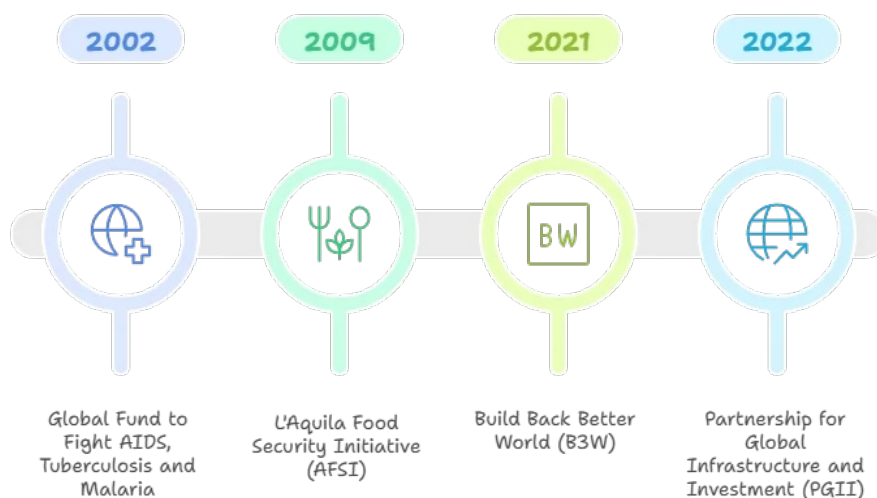 2002
2009
2021
2022
BW
Global Fund to
Fight AIDS,
Tuberculosis and
Malaria
L'Aquila Food
Security Initiative
(AFSI)
Build Back Better
World (B3W)
Partnership for
Global
Infrastructure and
Investment (PGII)